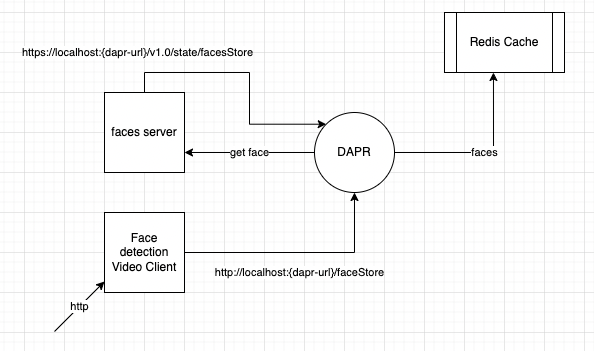 Redis Cache
https://localhost:{dapr-url}/v1.0/state/facesStore
faces server
get face
DAPR
faces
Face
detection
Video Client
http://localhost:{dapr-url}/faceStore
http